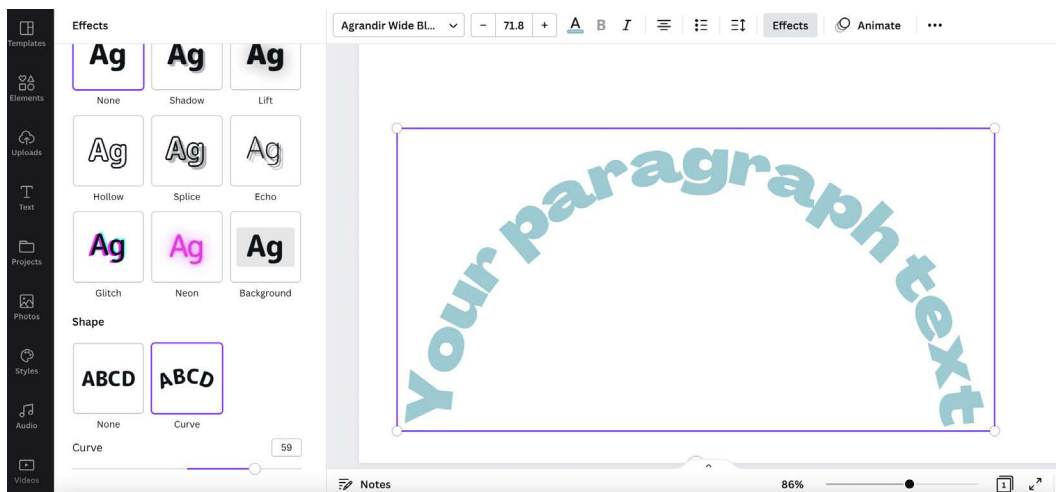 Templates
Elements
Uploads
Text
Projects
Photos
Styles
Audio
Videos
Effects
Ag Ag Ag
None Shadow Lift
Ag Ag Ag
Hollow Splice Echo
Ag Ag Ag
Glitch Neon Background
Shape
ABCD ABCD
None Curve
Curve 59
Agrandir Wide Bl... – 71.8 + A B I Effects Animate •••
Your paragraph text
Notes 86% 1